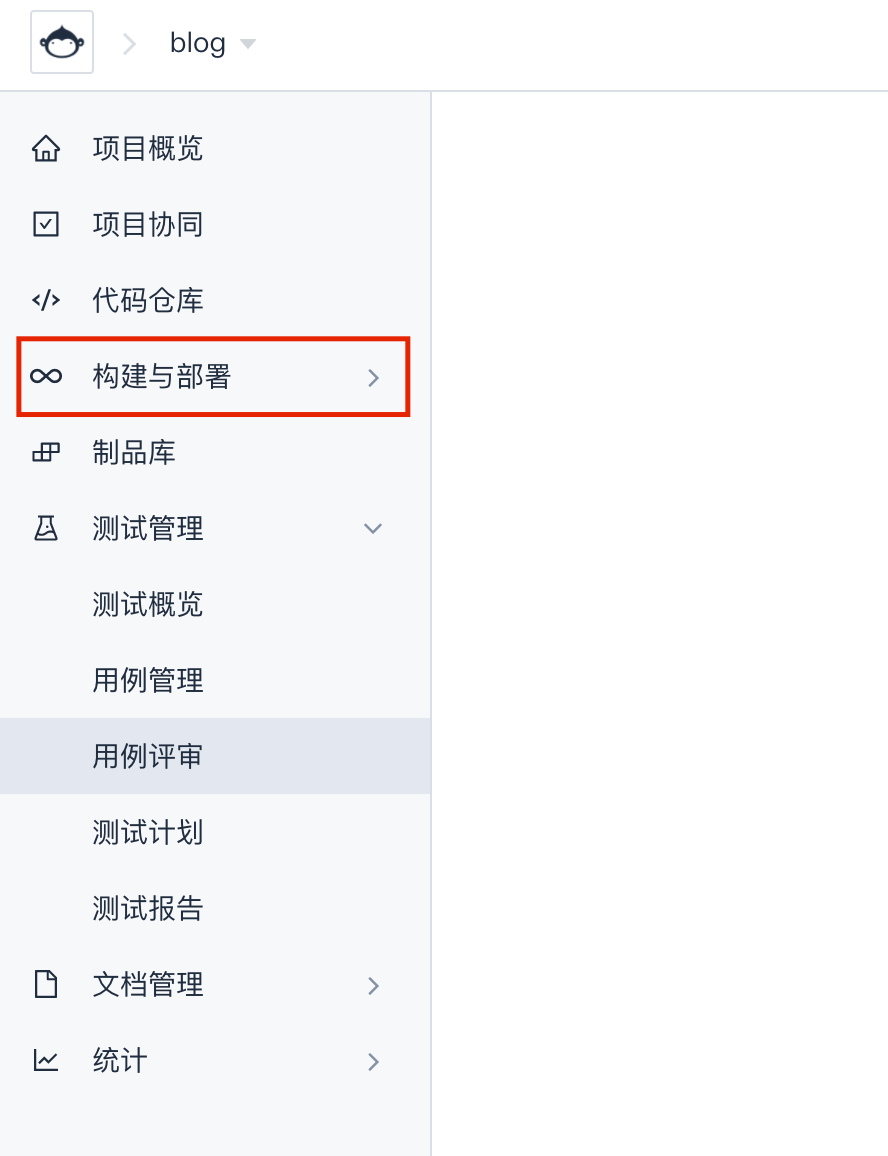 blog
项目概览
项目协同
代码仓库
构建与部署
制品库
测试管理
测试概览
用例管理
用例评审
测试计划
测试报告
文档管理
统计